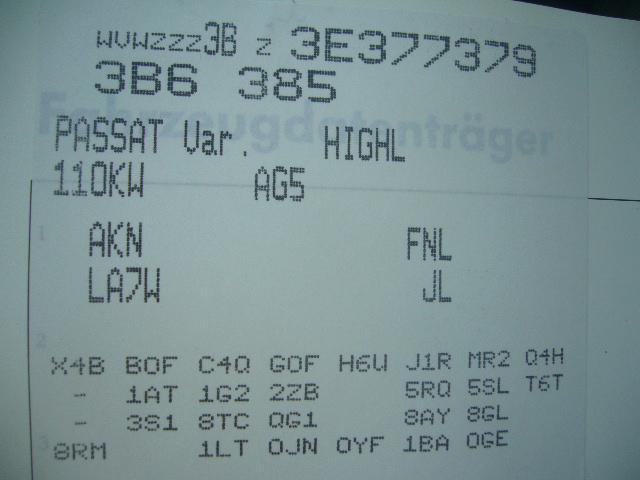 WVWZZZ3B Z 3E377379
3B6 385
Fahrzeugdatenträger
PASSAT Var. HIGHL
110KW AG5
AKN FNL
LA7W JL
X4B B0F C4Q G0F H6U J1R MR2 Q4H
- 1AT 1G2 2ZB 5RQ 5SL T6T
- 3S1 8TC QG1 8AY 8GL
8RM 1LT 0JN 0YF 1BA 0GE